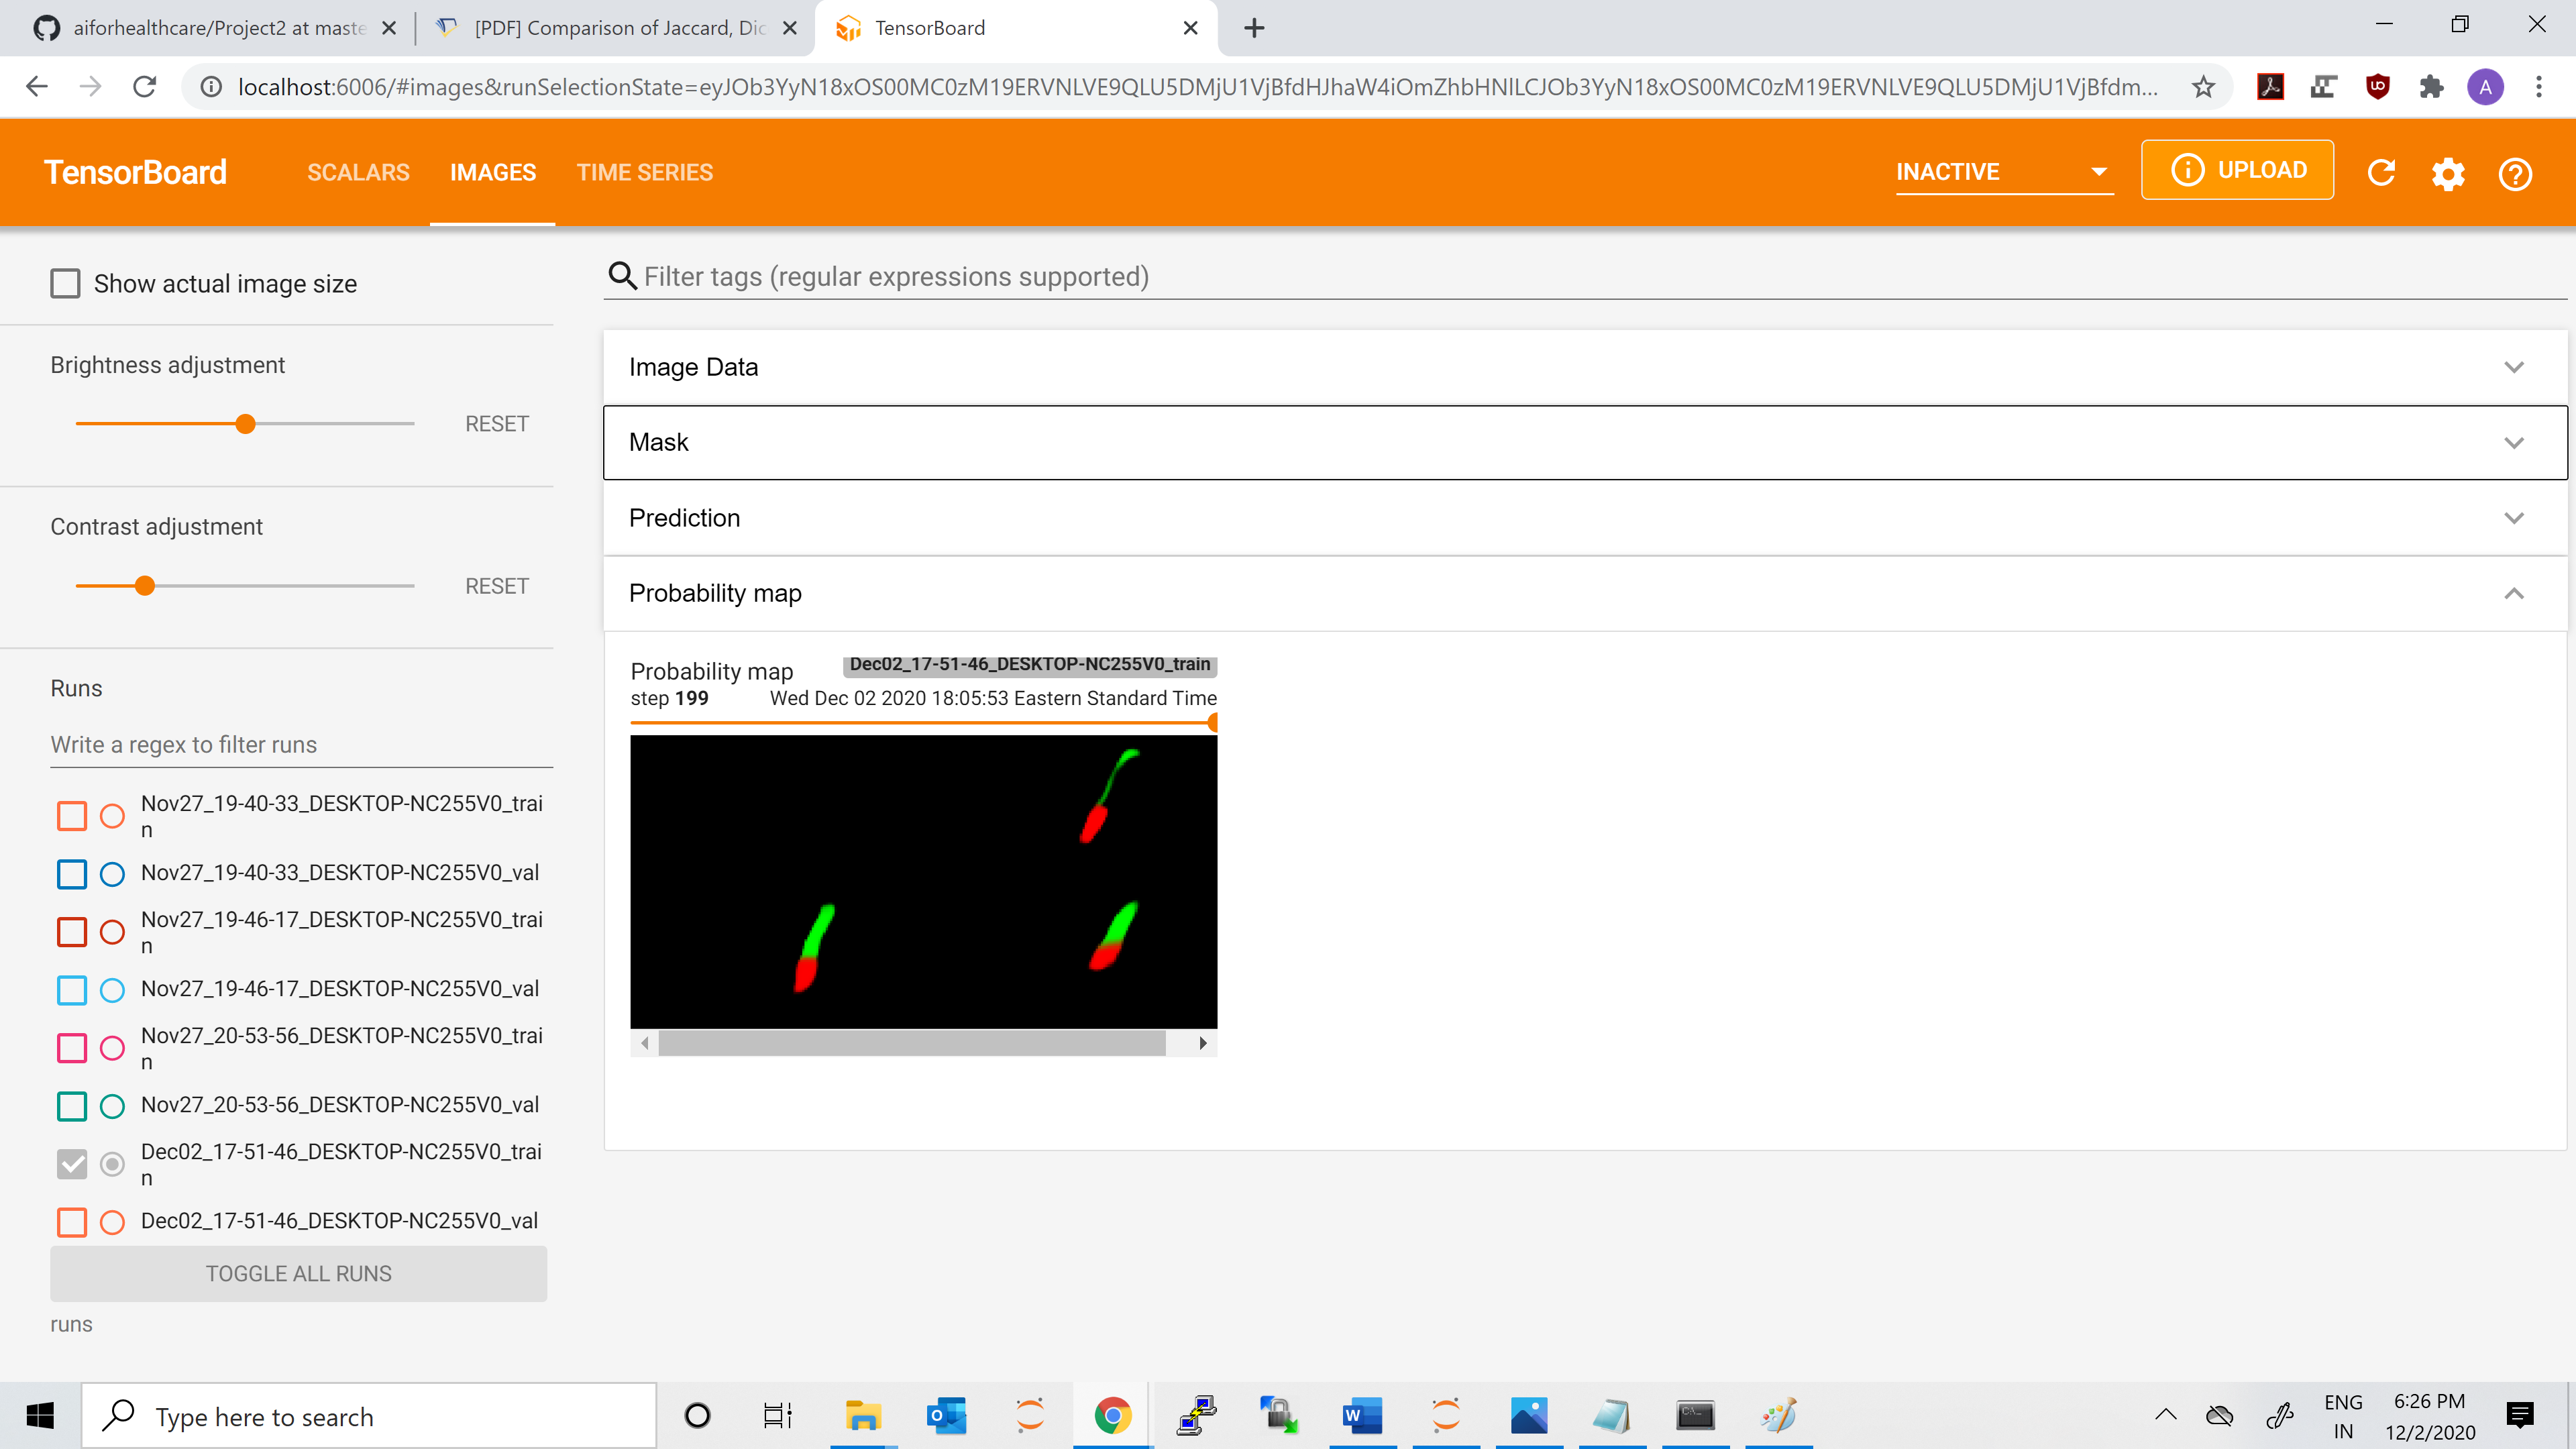 aiforhealthcare/Project2 at maste
[PDF] Comparison of Jaccard, Dic
TensorBoard
localhost:6006/#images&runSelectionState=eyJOb3YyN18xOS00MC0zM19ERVNLVE9QLU5DMjU1VjBfdHJhaW4iOmZhbHNlLCJOb3YyN18xOS00MC0zM19ERVNLVE9QLU5DMjU1VjBfdm...
A
TensorBoard
SCALARS
IMAGES
TIME SERIES
INACTIVE
UPLOAD
Show actual image size
Filter tags (regular expressions supported)
Brightness adjustment
RESET
Contrast adjustment
RESET
Runs
Write a regex to filter runs
Nov27_19-40-33_DESKTOP-NC255V0_trai
n
Nov27_19-40-33_DESKTOP-NC255V0_val
Nov27_19-46-17_DESKTOP-NC255V0_trai
n
Nov27_19-46-17_DESKTOP-NC255V0_val
Nov27_20-53-56_DESKTOP-NC255V0_trai
n
Nov27_20-53-56_DESKTOP-NC255V0_val
Dec02_17-51-46_DESKTOP-NC255V0_trai
n
Dec02_17-51-46_DESKTOP-NC255V0_val
TOGGLE ALL RUNS
runs
Image Data
Mask
Prediction
Probability map
Probability map
Dec02_17-51-46_DESKTOP-NC255V0_train
step 199
Wed Dec 02 2020 18:05:53 Eastern Standard Time
Type here to search
ENG
IN
6:26 PM
12/2/2020